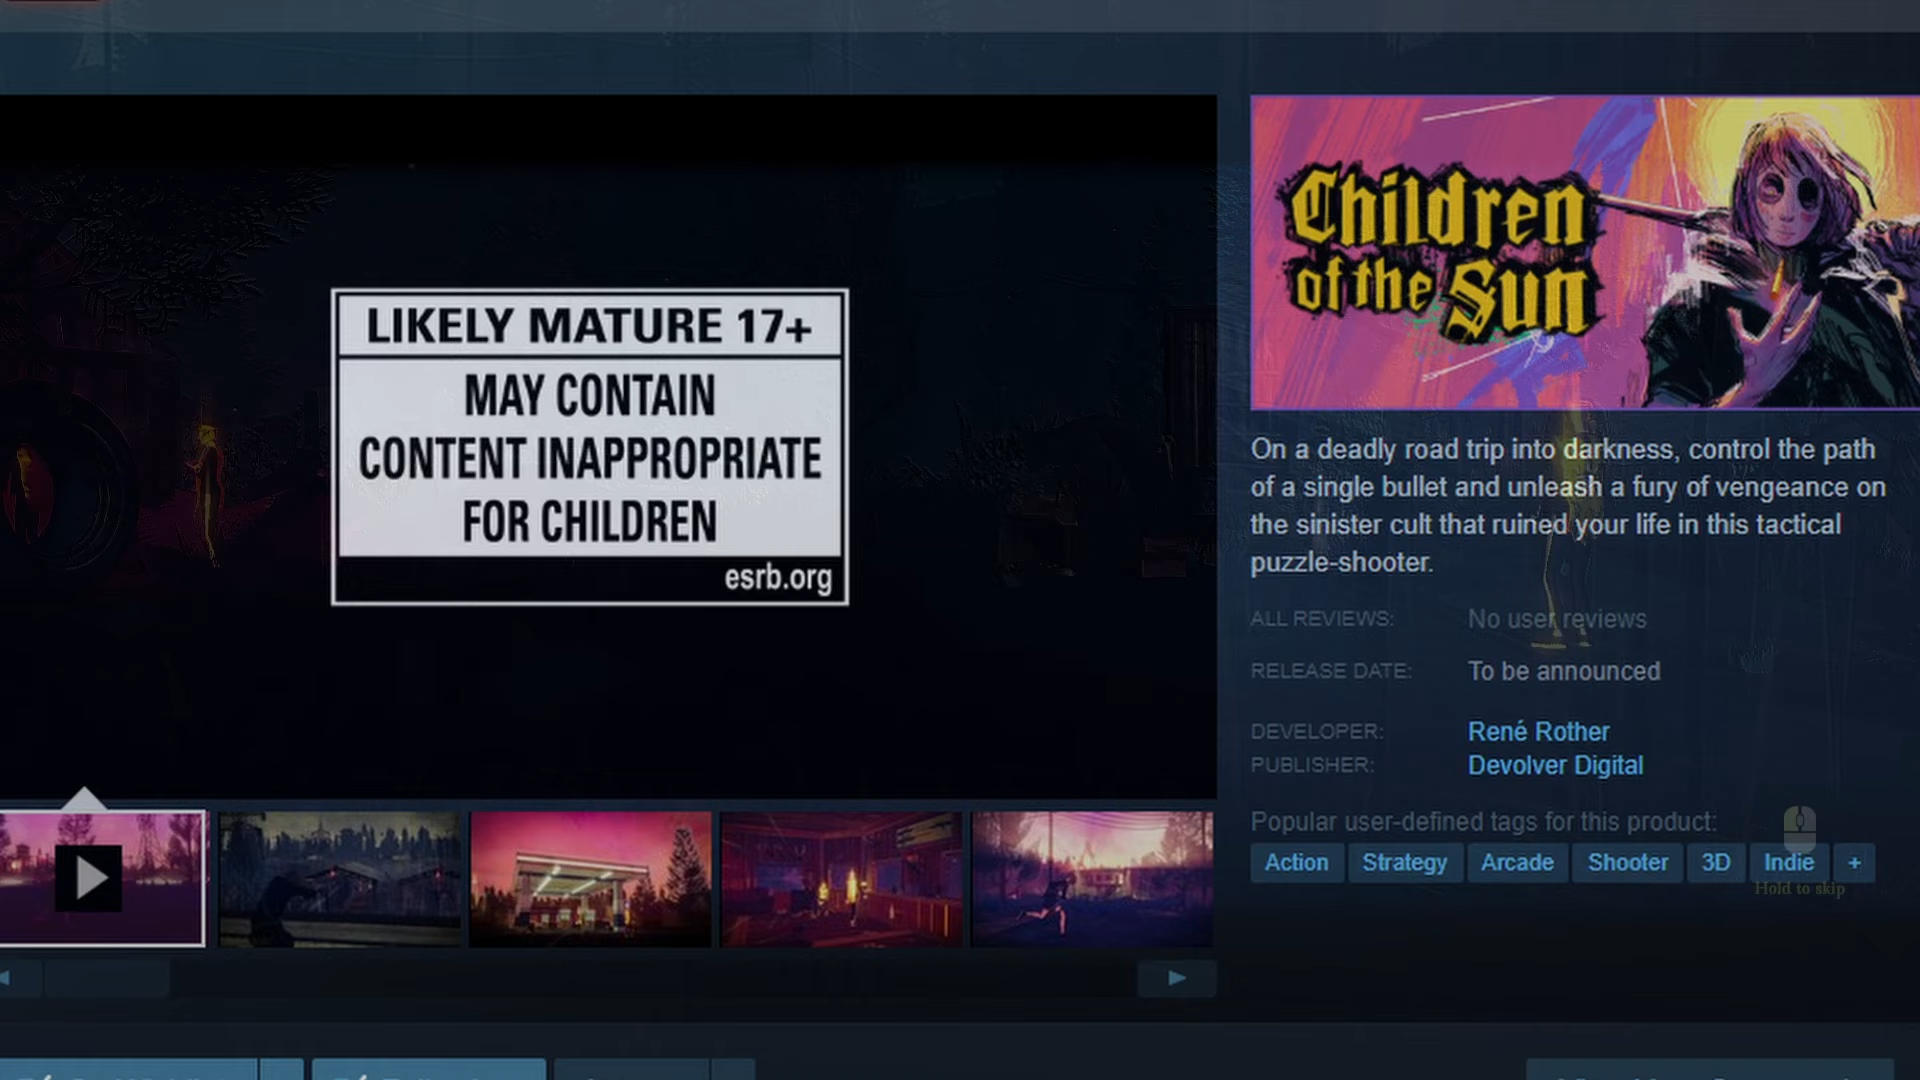 LIKELY MATURE 17+
MAY CONTAIN
CONTENT INAPPROPRIATE
FOR CHILDREN
esrb.org
Children
of the Sun
On a deadly road trip into darkness, control the path
of a single bullet and unleash a fury of vengeance on
the sinister cult that ruined your life in this tactical
puzzle-shooter.
ALL REVIEWS: No user reviews
RELEASE DATE: To be announced
DEVELOPER: René Rother
PUBLISHER: Devolver Digital
Popular user-defined tags for this product:
Action Strategy Arcade Shooter 3D Indie +
Hold to skip